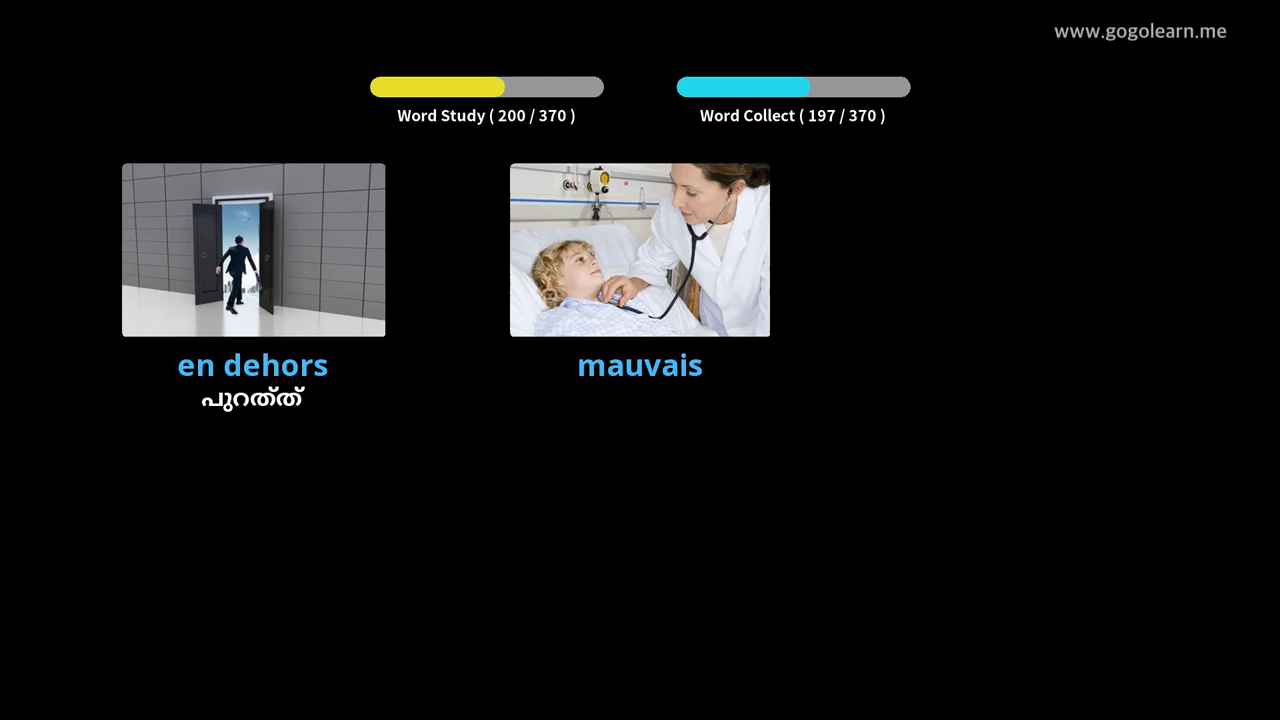 www.gogolearn.me
Word Study ( 200 / 370 )
Word Collect ( 197 / 370 )
en dehors
പുറത്ത്
mauvais